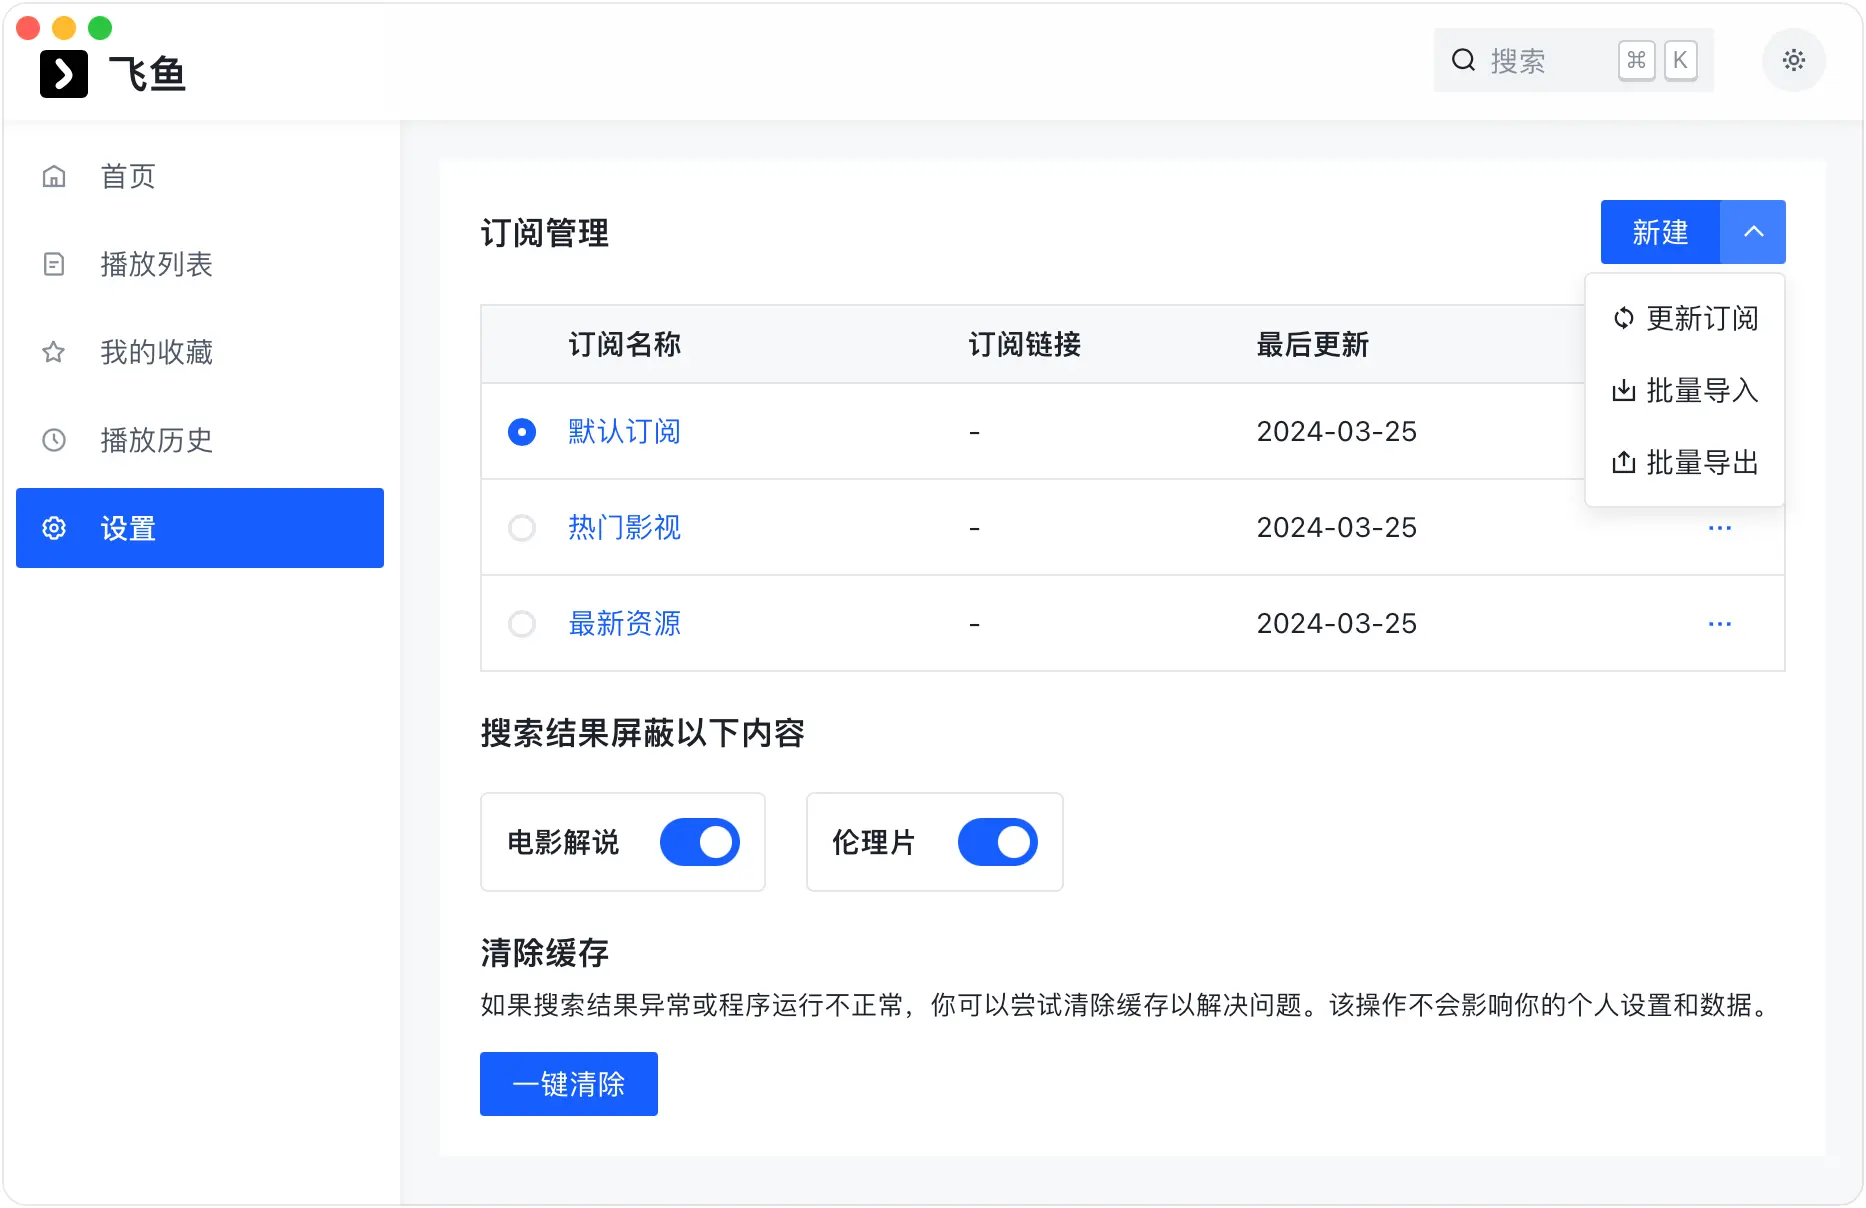 飞鱼
搜索 ⌘ K
首页
播放列表
我的收藏
播放历史
设置
订阅管理
新建
更新订阅
批量导入
批量导出
订阅名称 订阅链接 最后更新
默认订阅 - 2024-03-25
热门影视 - 2024-03-25 ...
最新资源 - 2024-03-25 ...
搜索结果屏蔽以下内容
电影解说 伦理片
清除缓存
如果搜索结果异常或程序运行不正常，你可以尝试清除缓存以解决问题。该操作不会影响你的个人设置和数据。
一键清除